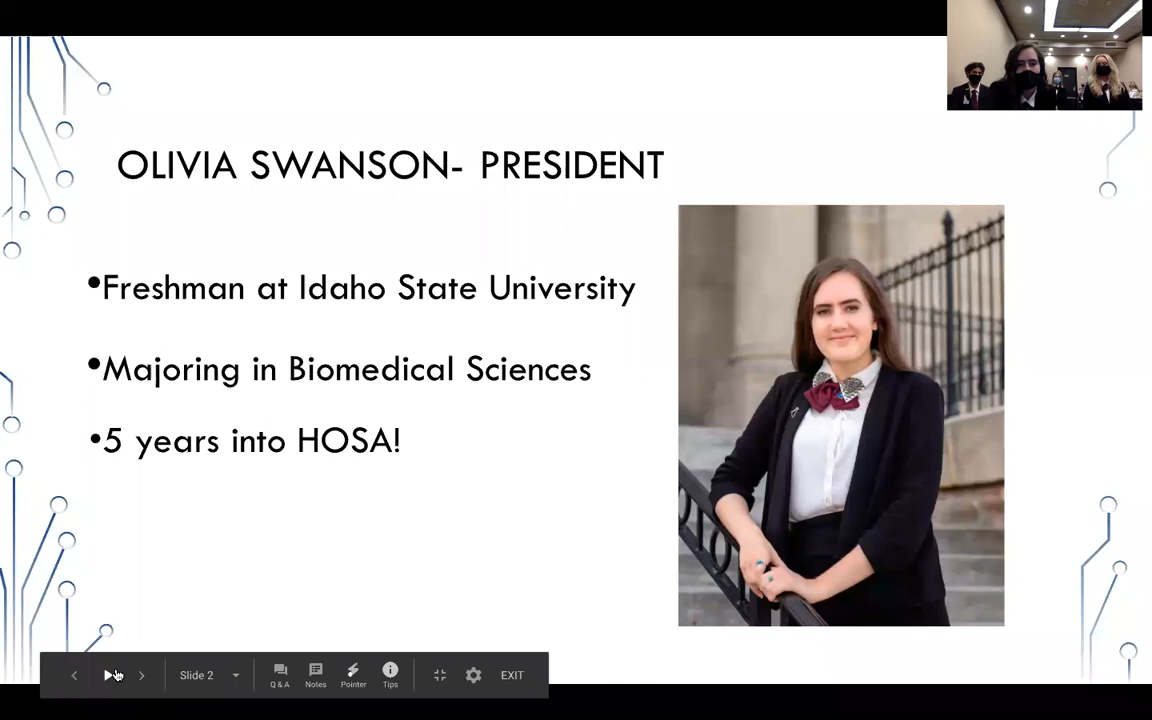 OLIVIA SWANSON- PRESIDENT
•Freshman at Idaho State University
•Majoring in Biomedical Sciences
•5 years into HOSA!
Slide 2
Q & A
Notes
Pointer
Tips
EXIT